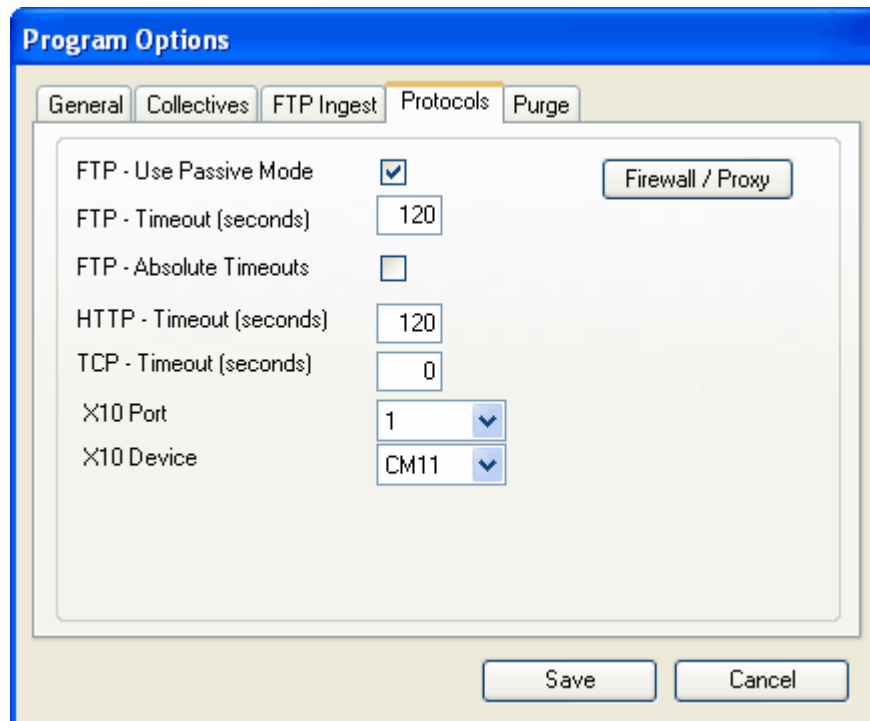 Program Options
General Collectives FTP Ingest Protocols Purge
FTP - Use Passive Mode
Firewall / Proxy
FTP - Timeout (seconds) 120
FTP - Absolute Timeouts
HTTP - Timeout (seconds) 120
TCP - Timeout (seconds) 0
X10 Port 1
X10 Device CM11
Save Cancel